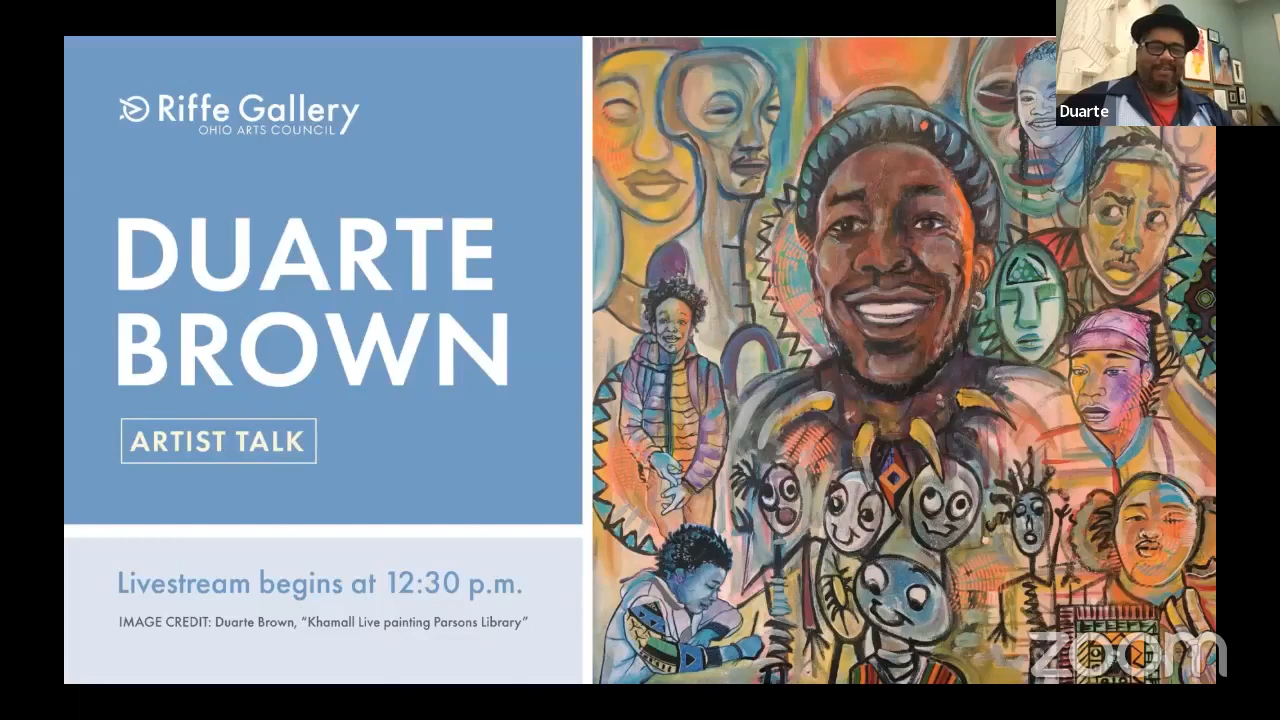 Riffe Gallery
OHIO ARTS COUNCIL
DUARTE
BROWN
ARTIST TALK
Livestream begins at 12:30 p.m.
IMAGE CREDIT: Duarte Brown, “Khamall Live painting Parsons Library”
Duarte
zoom